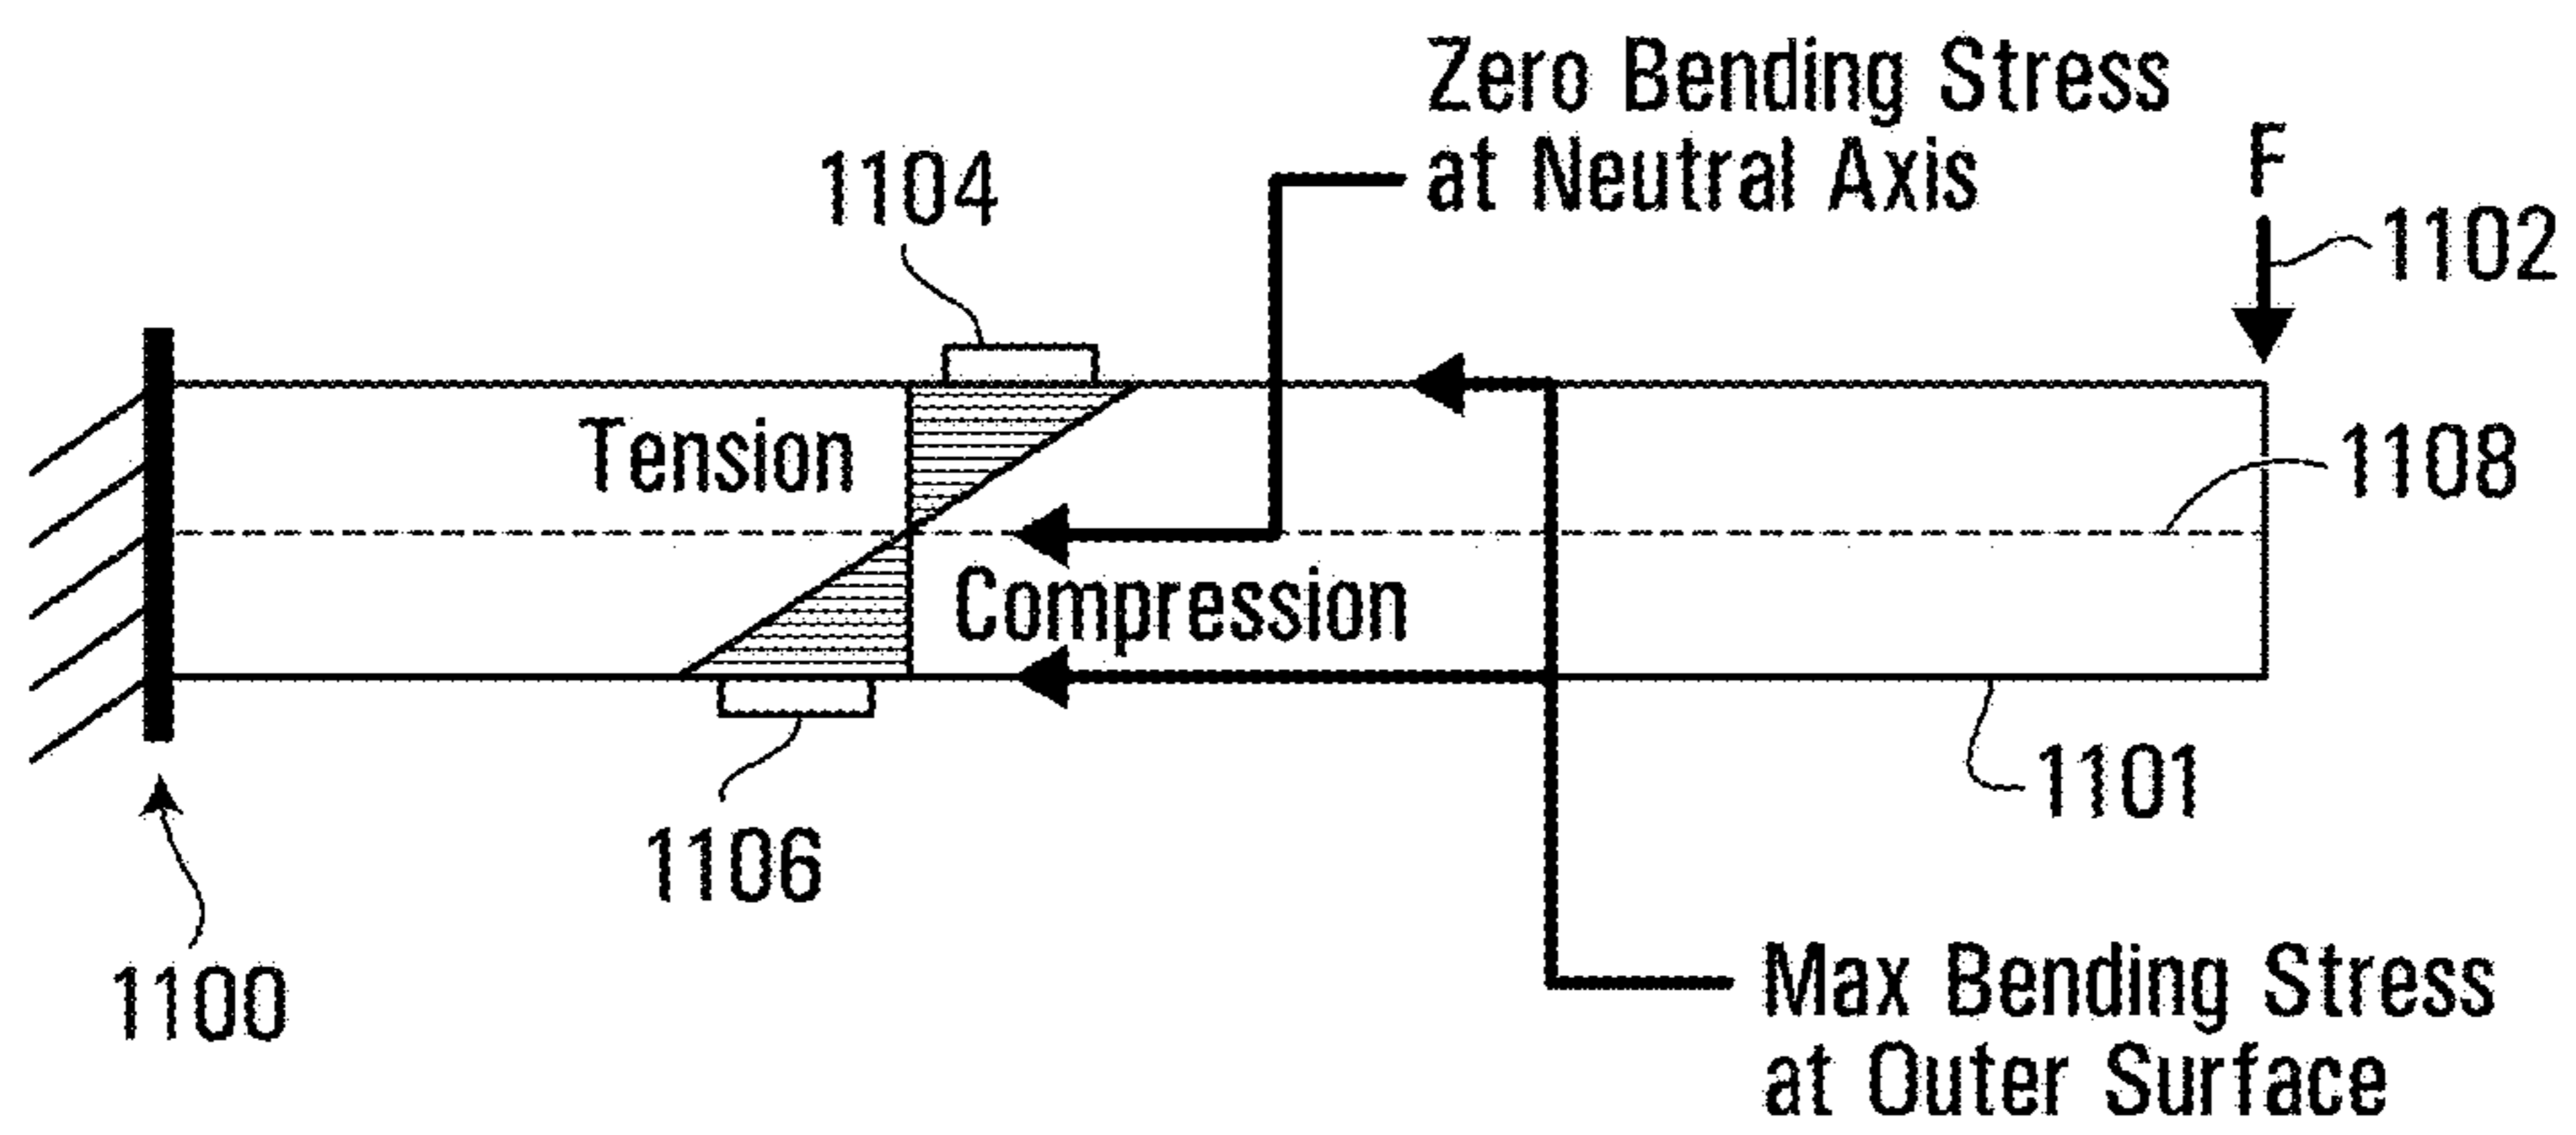 Zero Bending Stress
at Neutral Axis
F
1104
1102
Tension
1108
Compression
1101
1106
1100
Max Bending Stress
at Outer Surface